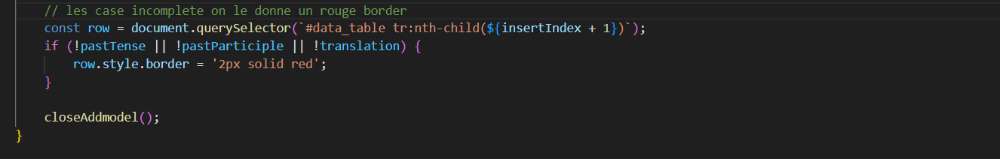 // les case incomplete on le donne un rouge border
const row = document.querySelector(`#data_table tr:nth-child(${insertIndex + 1})`);
if (!pastTense || !pastParticiple || !translation) {
row.style.border = '2px solid red';
}
closeAddmodel();
}